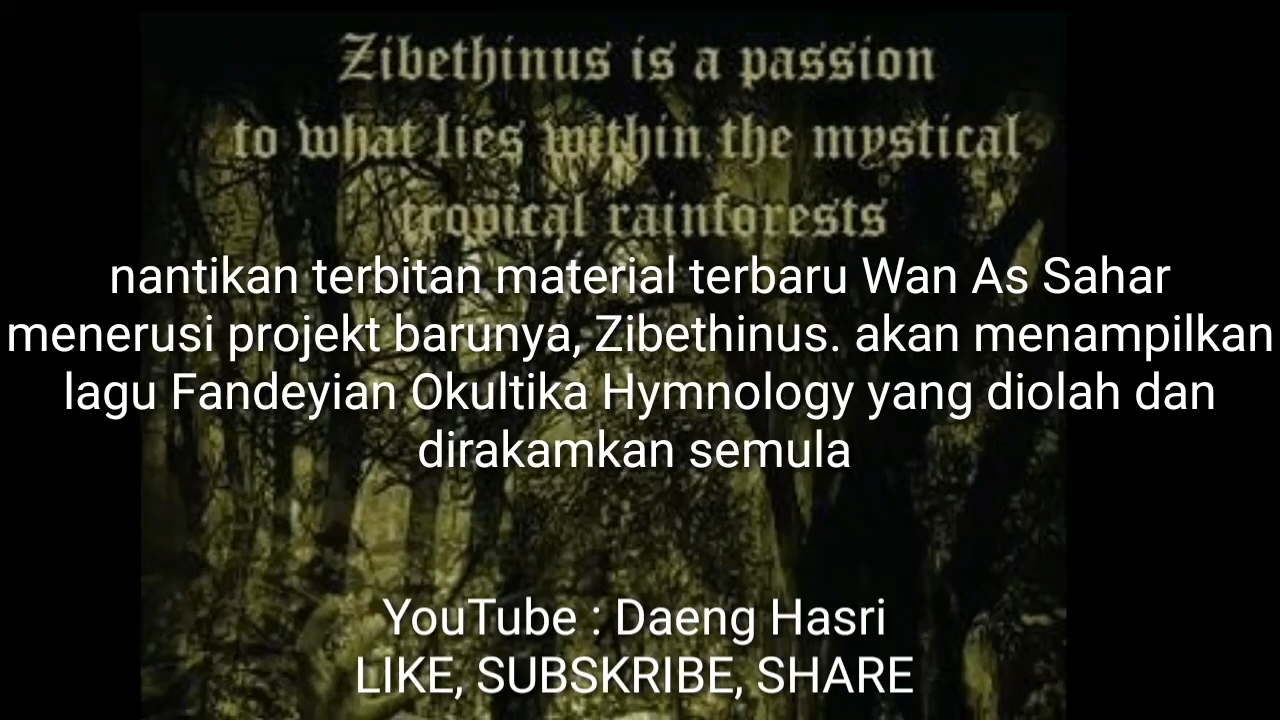 Zibethinus is a passion
to what lies within the mystical
tropical rainforests
nantikan terbitan material terbaru Wan As Sahar
menerusi projekt barunya, Zibethinus. akan menampilkan
lagu Fandeyian Okultika Hymnology yang diolah dan
dirakamkan semula
YouTube : Daeng Hasri
LIKE, SUBSKRIBE, SHARE